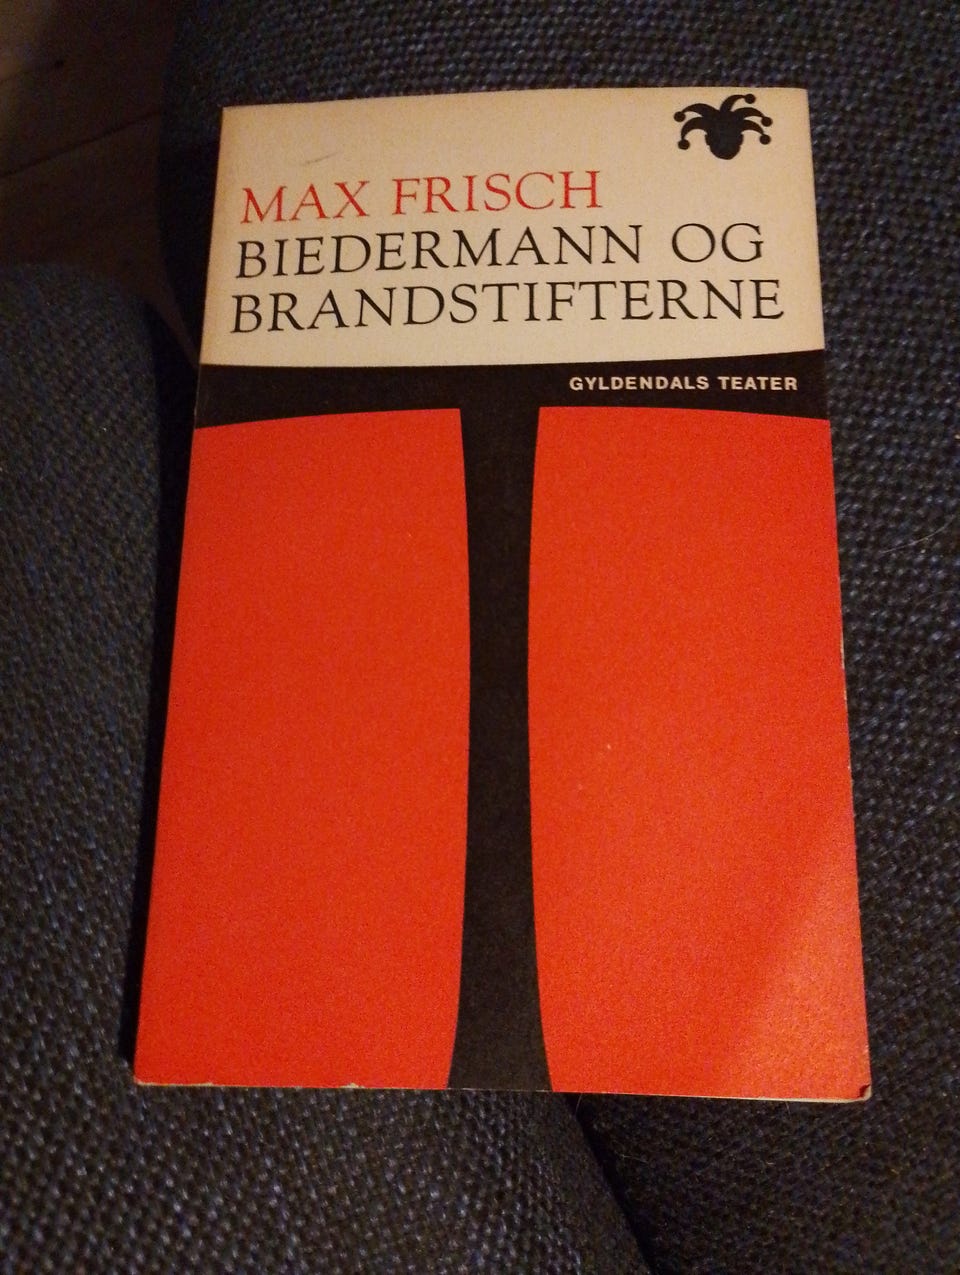 MAX FRISCH
BIEDERMANN OG
BRANDSTIFTERNE
GYLDENDALS TEATER